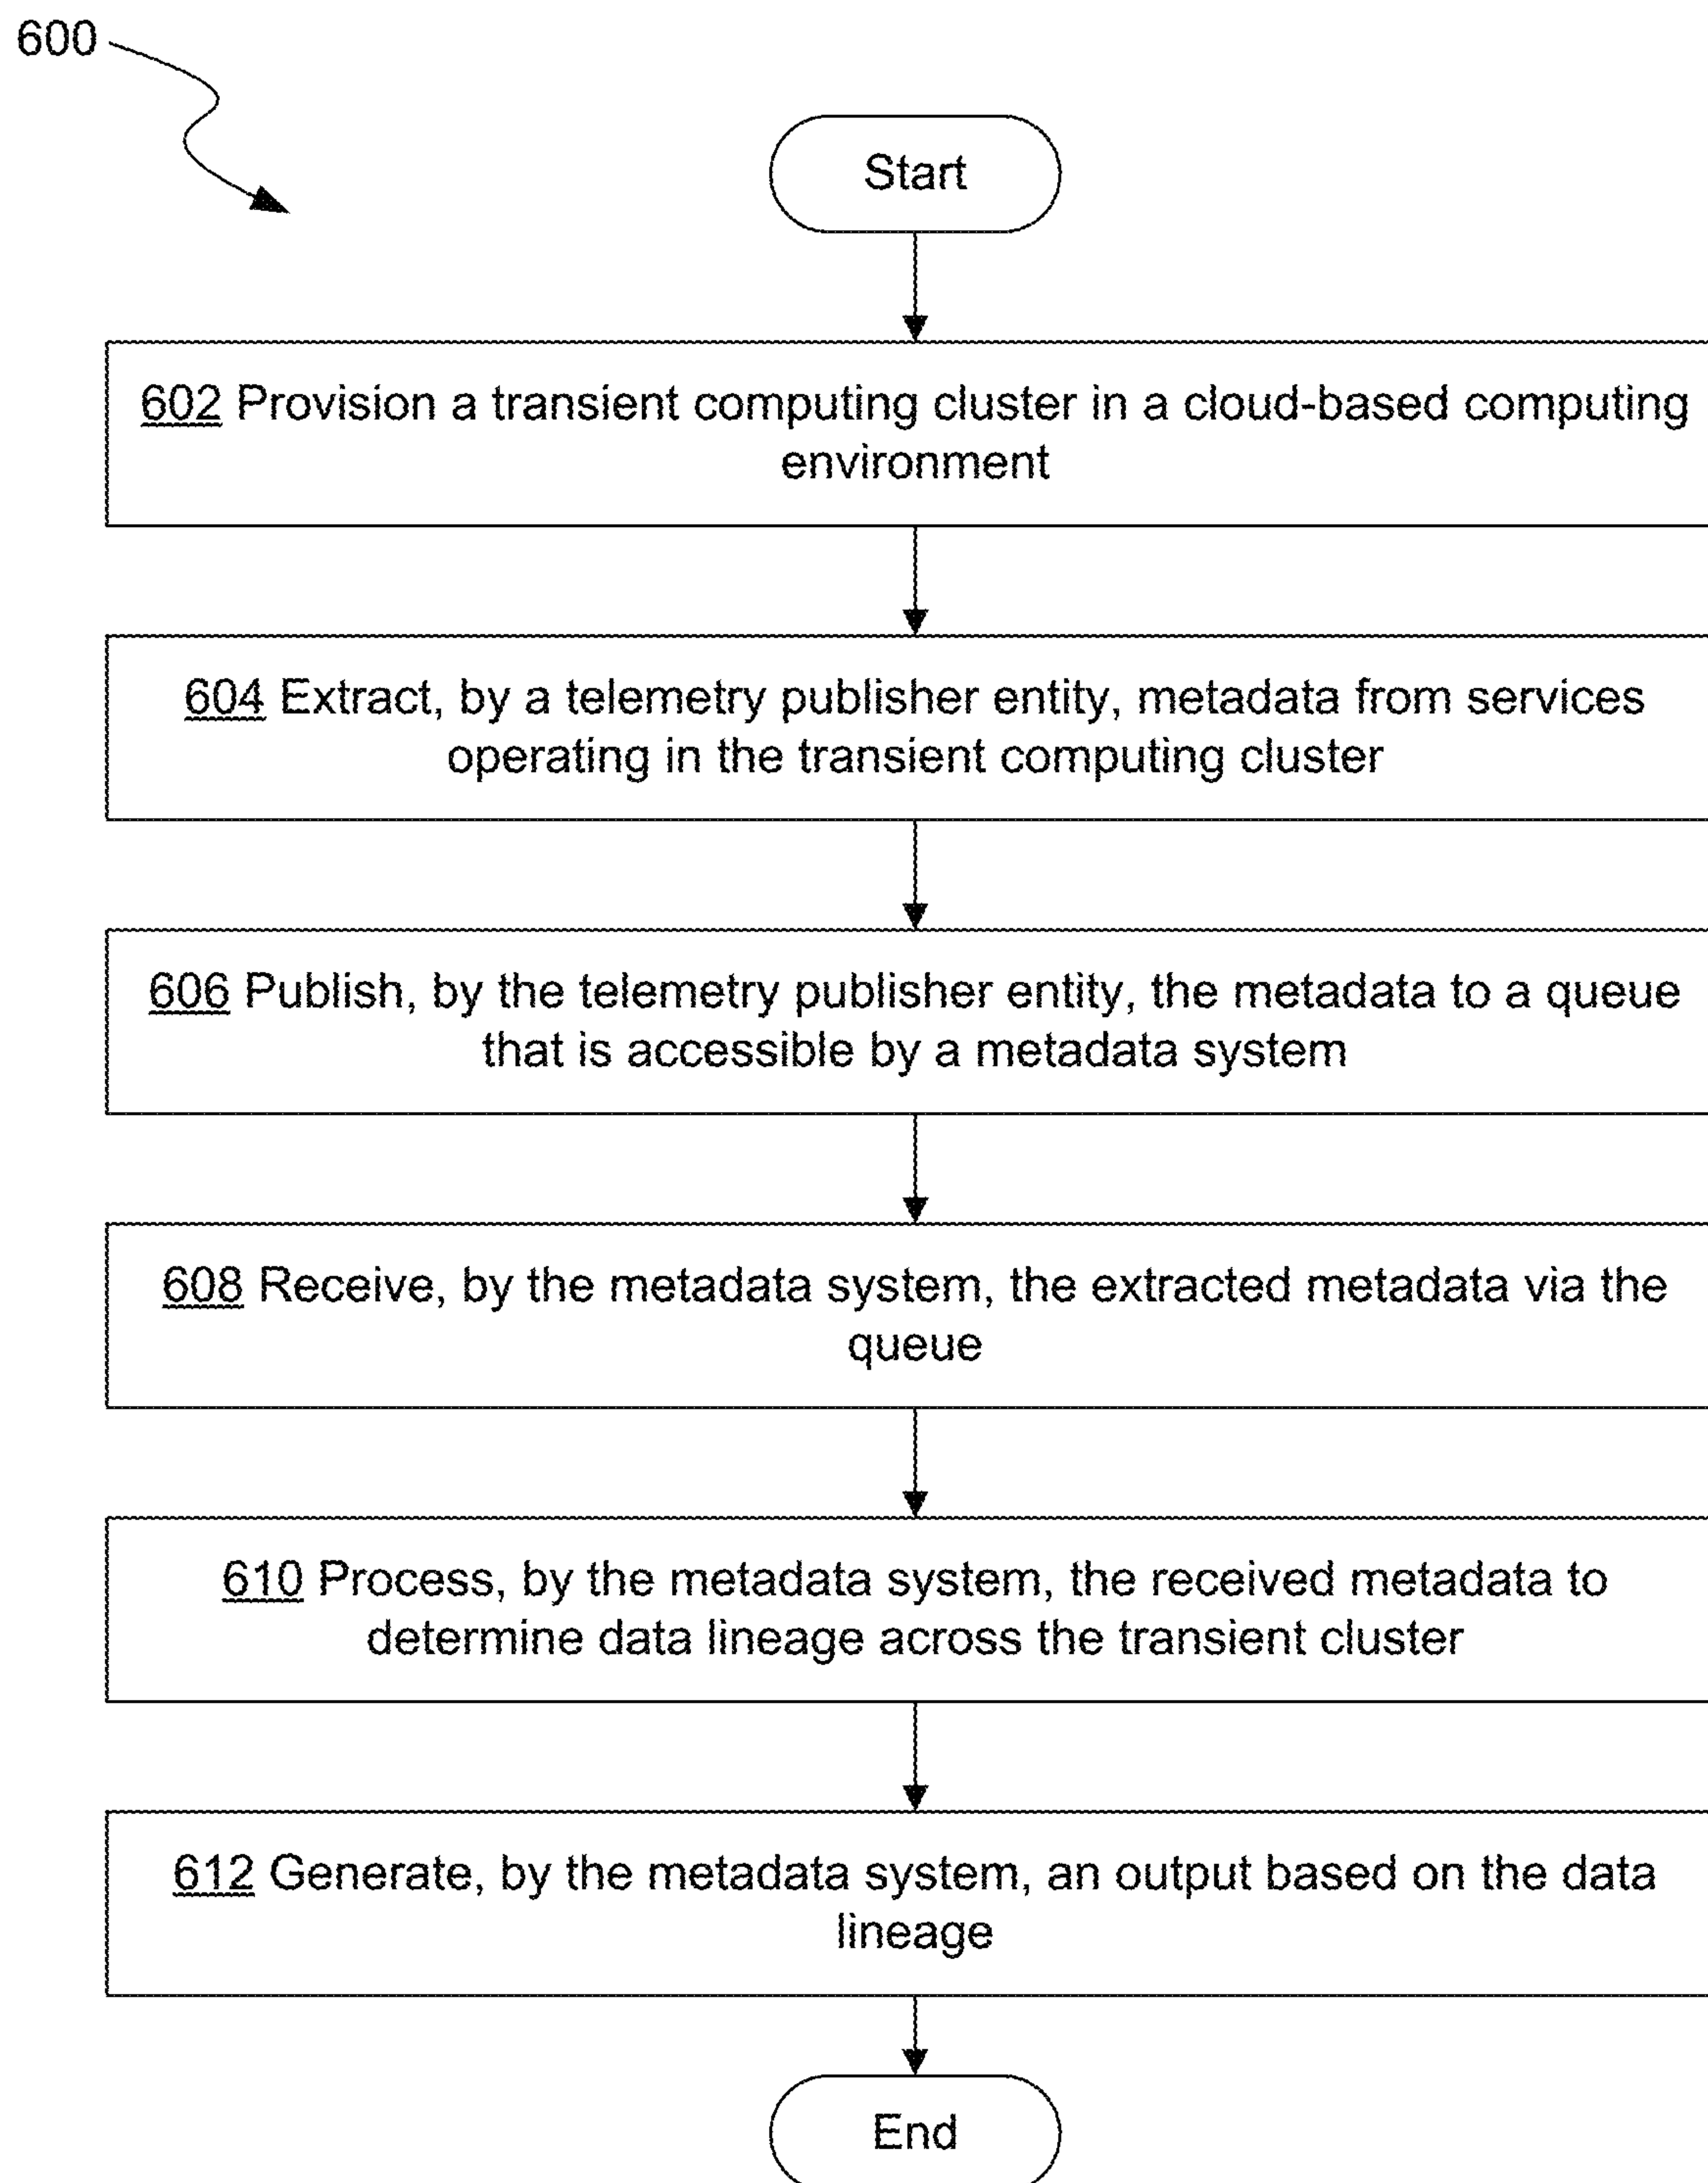 600
Start
602 Provision a transient computing cluster in a cloud-based computing
environment
604 Extract, by a telemetry publisher entity, metadata from services
operating in the transient computing cluster
606 Publish, by the telemetry publisher entity, the metadata to a queue
that is accessible by a metadata system
608 Receive, by the metadata system, the extracted metadata via the
queue
610 Process, by the metadata system, the received metadata to
determine data lineage across the transient cluster
612 Generate, by the metadata system, an output based on the data
lineage
End